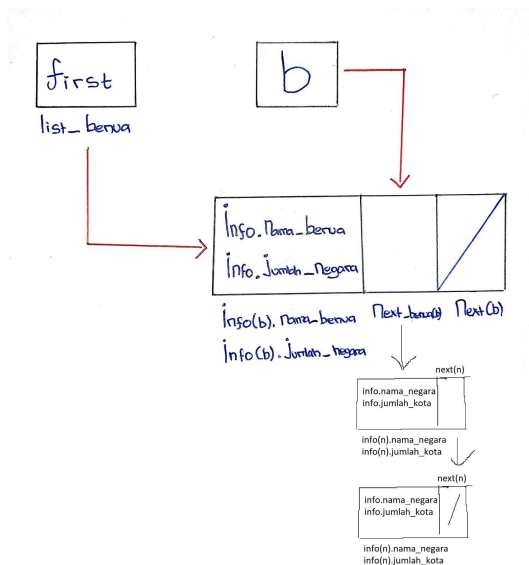 first
b
list_benua
info.nama_benua
info.jumlah_negara
info(b).nama_benua
next_benua(b)
next(b)
info(b).jumlah_negara
next(n)
info.nama_negara
info.jumlah_kota
info(n).nama_negara
info(n).jumlah_kota
next(n)
info.nama_negara
info.jumlah_kota
info(n).nama_negara
info(n).jumlah_kota